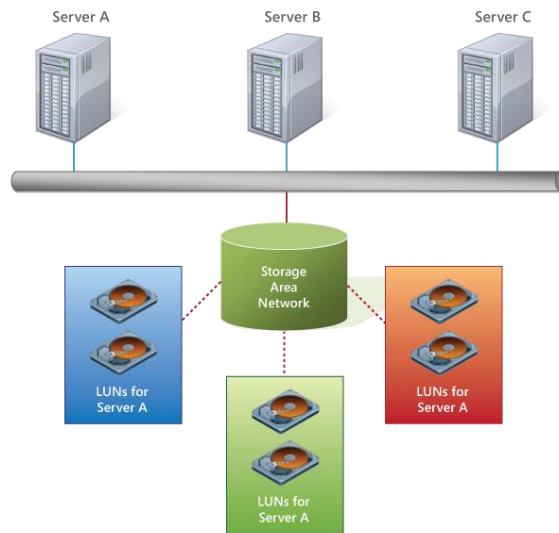 Server A
Server B
Server C
Storage
Area
Network
LUNs for
Server A
LUNs for
Server A
LUNs for
Server A